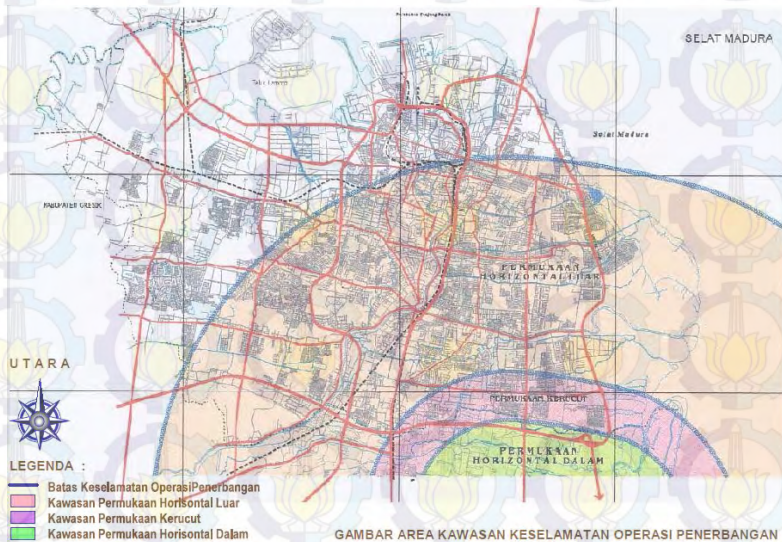 SELAT MADURA
Selat Madura
KABUPATEN GRESIK
PERMUKAAN
HORIZONTAL LUAR
PERMUKAAN KERUCUT
PERMUKAAN
HORIZONTAL DALAM
UTARA
LEGENDA :
Batas Keselamatan OperasiPenerbangan
Kawasan Permukaan Horisontal Luar
Kawasan Permukaan Kerucut
Kawasan Permukaan Horisontal Dalam
GAMBAR AREA KAWASAN KESELAMATAN OPERASI PENERBANGAN